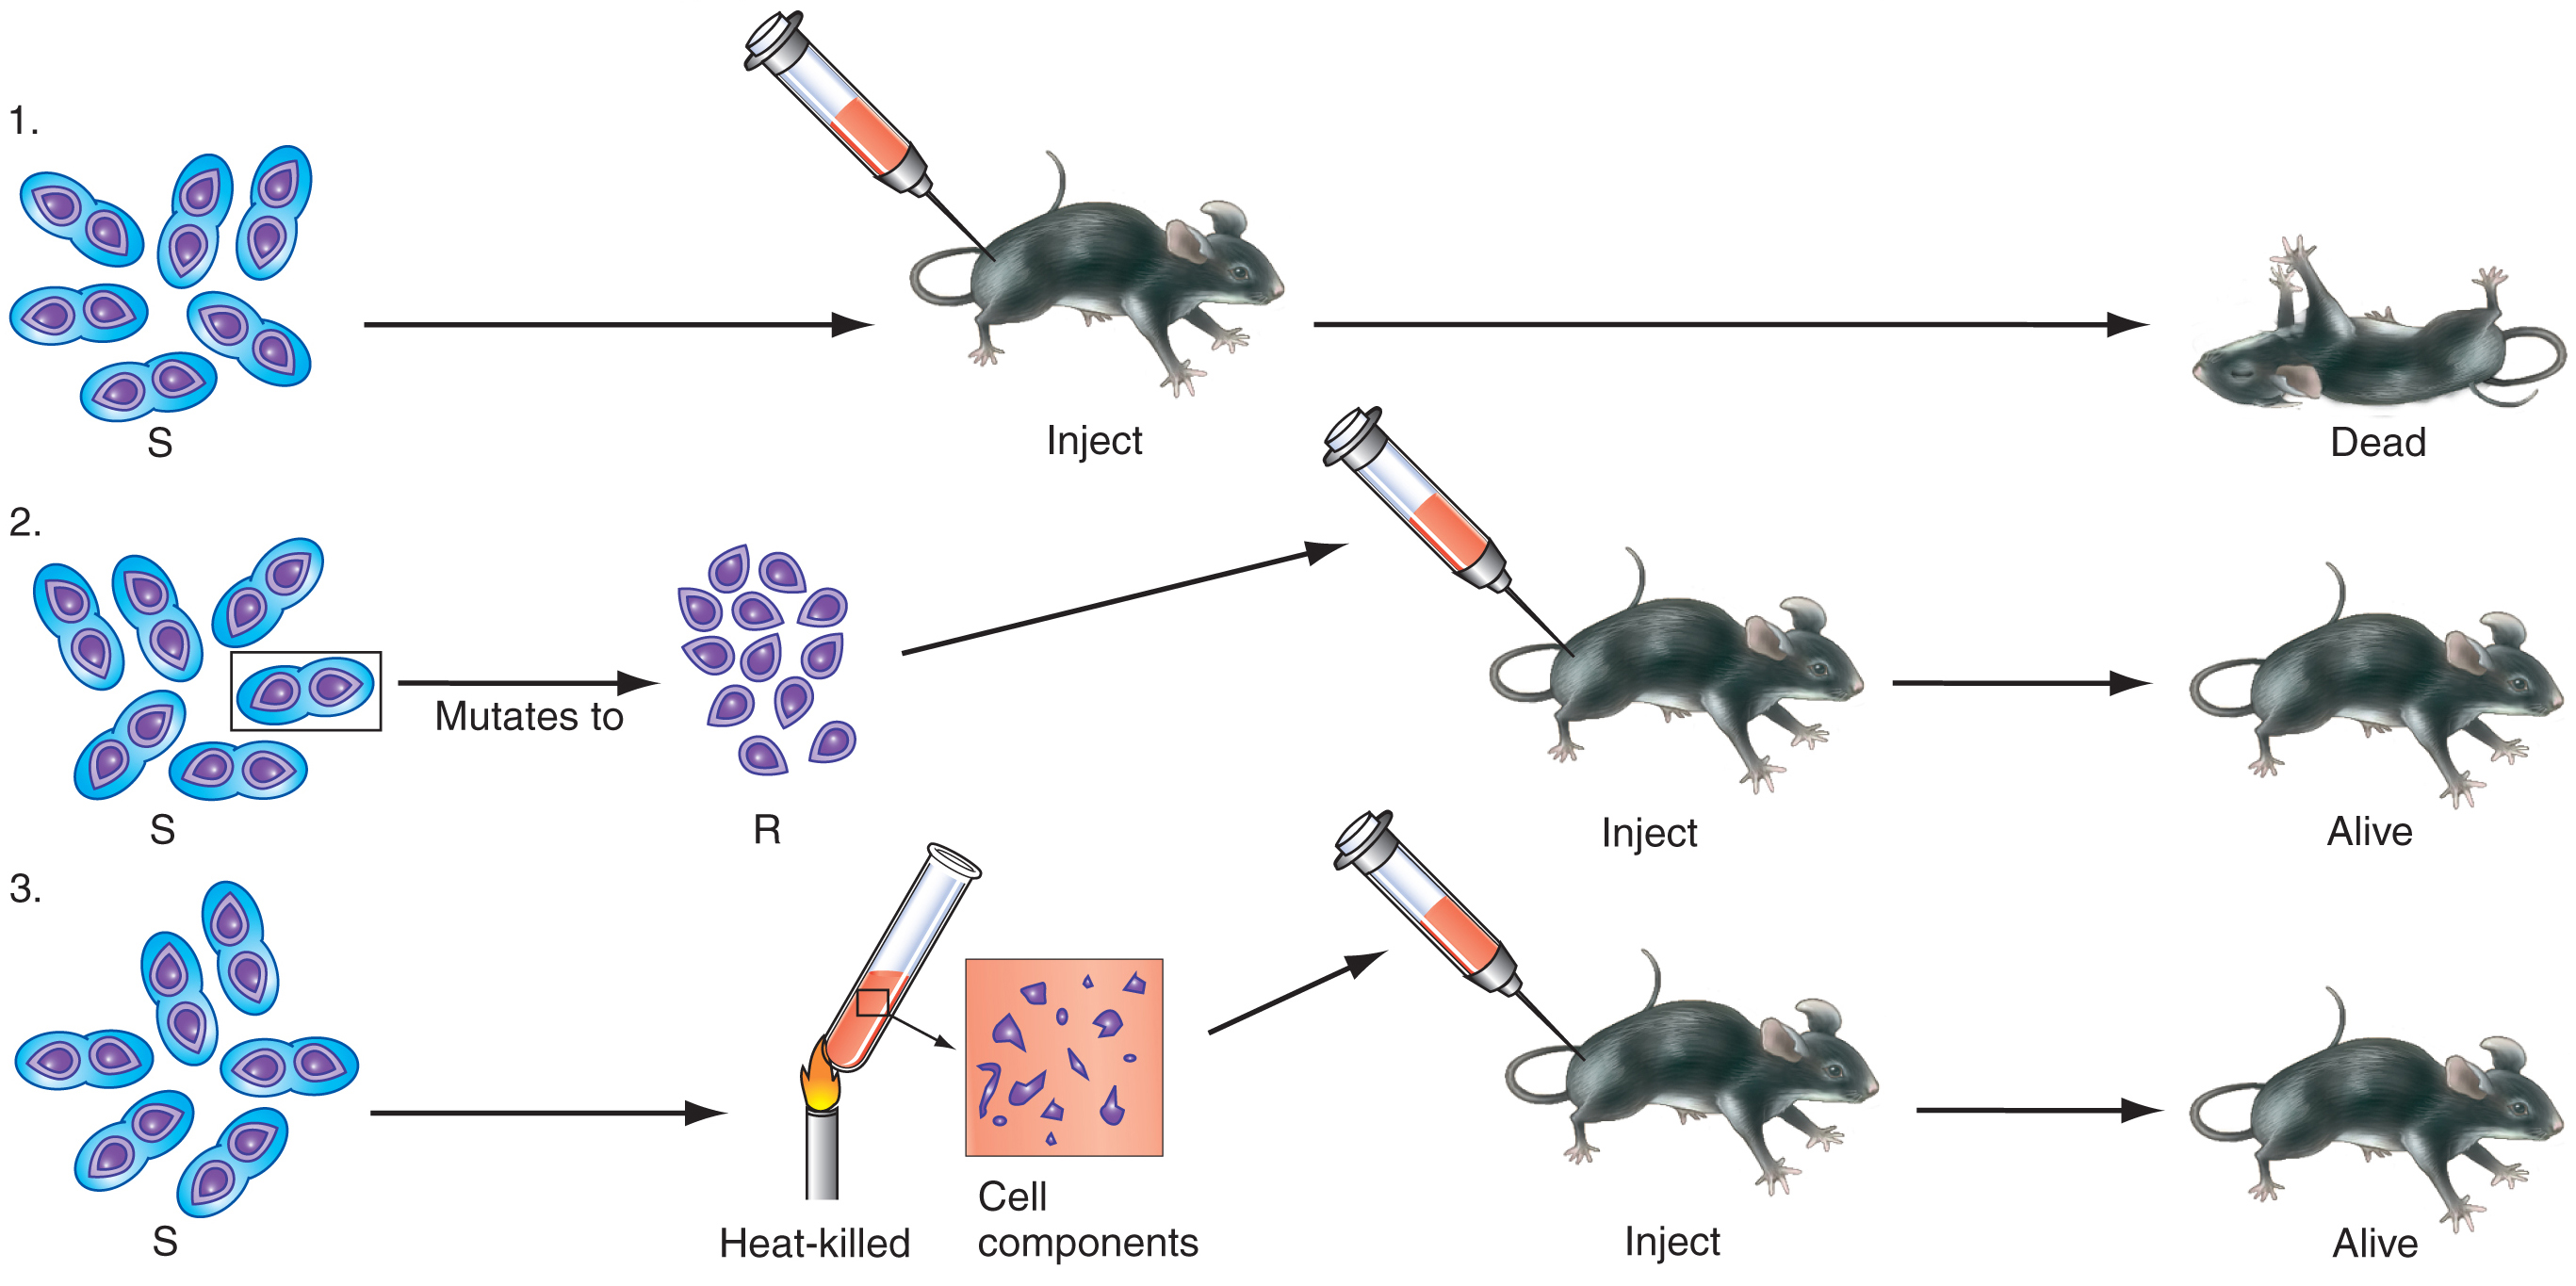 1.
S
Inject
Dead
2.
S
Mutates to
R
Inject
Alive
3.
S
Heat-killed
Cell
components
Inject
Alive